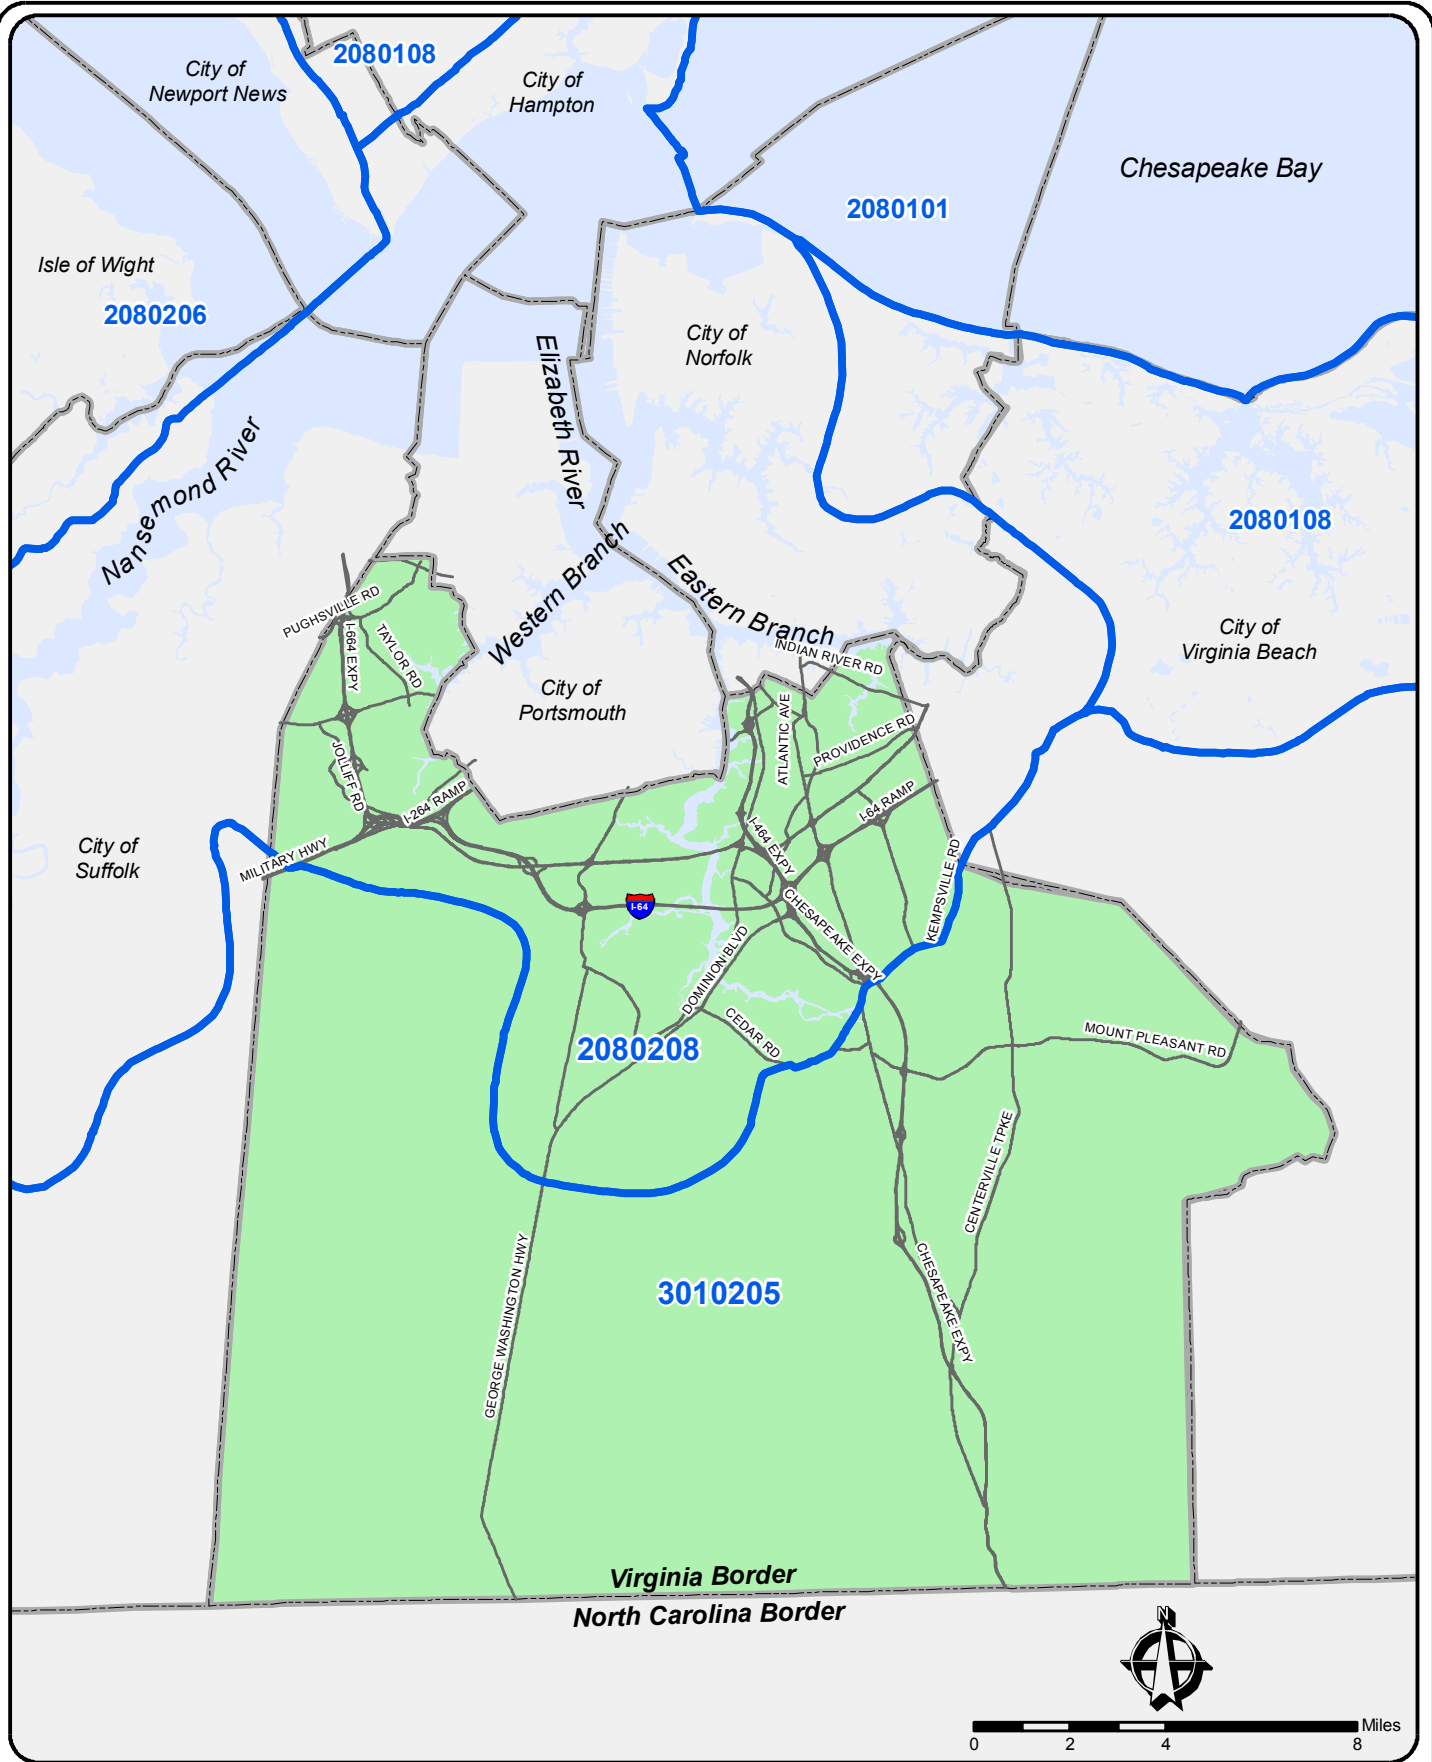 2080108
City of
Newport News
City of
Hampton
Chesapeake Bay
2080101
Isle of Wight
2080206
City of
Norfolk
Elizabeth River
Nansemond River
2080108
Western Branch
Eastern Branch
City of
Virginia Beach
PUGHSVILLE RD
I-664 EXPY
TAYLOR RD
INDIAN RIVER RD
City of
Portsmouth
ATLANTIC AVE
PROVIDENCE RD
JOLLIFF RD
I-264 RAMP
I-64 RAMP
I-464 EXPY
City of
Suffolk
MILITARY HWY
KEMPSVILLE RD
I-64
CHESAPEAKE EXPY
DOMINION BLVD
CEDAR RD
2080208
MOUNT PLEASANT RD
CENTERVILLE TPKE
GEORGE WASHINGTON HWY
3010205
CHESAPEAKE EXPY
Virginia Border
North Carolina Border
N
Miles
0 2 4 8